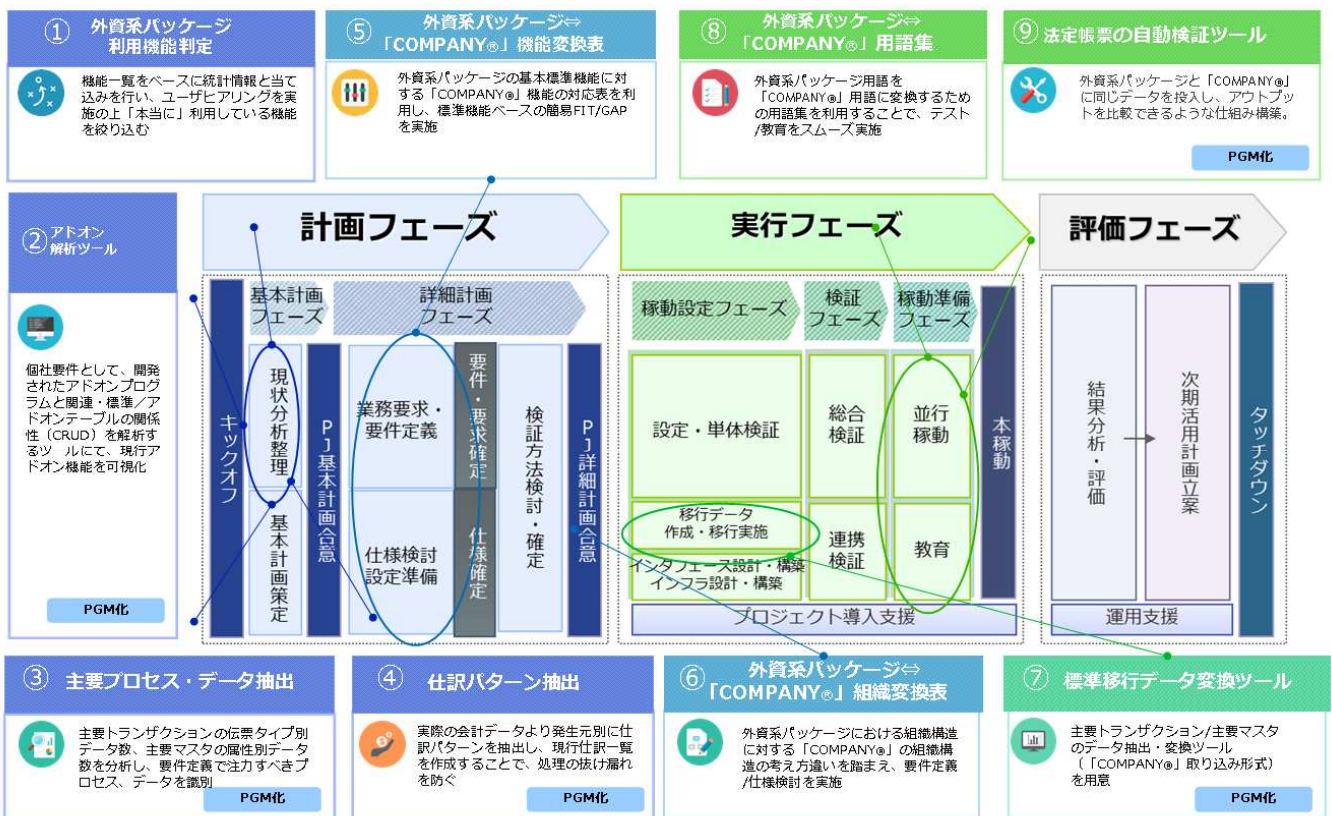 ① 外資系パッケージ
利用機能判定
機能一覧をベースに統計情報と当て
込みを行い、ユーザヒアリングを実
施の上「本当に」利用している機能
を絞り込む
⑤ 外資系パッケージ⇔
「COMPANY®」機能変換表
外資系パッケージの基本標準機能に対
する「COMPANY®」機能の対応表を利
用し、標準機能ベースの簡易FIT/GAP
を実施
⑧ 外資系パッケージ⇔
「COMPANY®」用語集
外資系パッケージ用語を
「COMPANY®」用語に変換するため
の用語集を利用することで、テスト
/教育をスムーズ実施
⑨ 法定帳票の自動検証ツール
外資系パッケージと「COMPANY®」
に同じデータを投入し、アウトプッ
トを比較できるような仕組み構築。
PGM化
② アドオン
解析ツール
個社要件として、開発
されたアドオンプログ
ラムと関連・標準／ア
ドオンテーブルの関係
性（CRUD）を解析す
るツールにて、現行ア
ドオン機能を可視化
PGM化
計画フェーズ
基本計画
フェーズ
詳細計画
フェーズ
キックオフ
現状分析整理
基本計画策定
PJ基本計画合意
業務要求・
要件定義
仕様検討
設定準備
要件・要求確定
仕様確定
検証方法検討・確定
PJ詳細計画合意
実行フェーズ
稼動設定フェーズ
検証
フェーズ
稼動準備
フェーズ
設定・単体検証
移行データ
作成・移行実施
インタフェース設計・構築
インフラ設計・構築
総合
検証
連携
検証
並行
稼動
教育
本稼動
プロジェクト導入支援
評価フェーズ
結果分析・評価
次期活用計画立案
運用支援
タッチダウン
③ 主要プロセス・データ抽出
主要トランザクションの伝票タイプ別
データ数、主要マスタの属性別データ
数を分析し、要件定義で注力すべきプ
ロセス、データを識別
PGM化
④ 仕訳パターン抽出
実際の会計データより発生元別に仕
訳パターンを抽出し、現行仕訳一覧
を作成することで、処理の抜け漏れ
を防ぐ
PGM化
⑥ 外資系パッケージ⇔
「COMPANY®」組織変換表
外資系パッケージにおける組織構造
に対する「COMPANY®」の組織構
造の考え方違いを踏まえ、要件定義
/仕様検討を実施
⑦ 標準移行データ変換ツール
主要トランザクション/主要マスタ
のデータ抽出・変換ツール
（「COMPANY®」取り込み形式）
を用意
PGM化